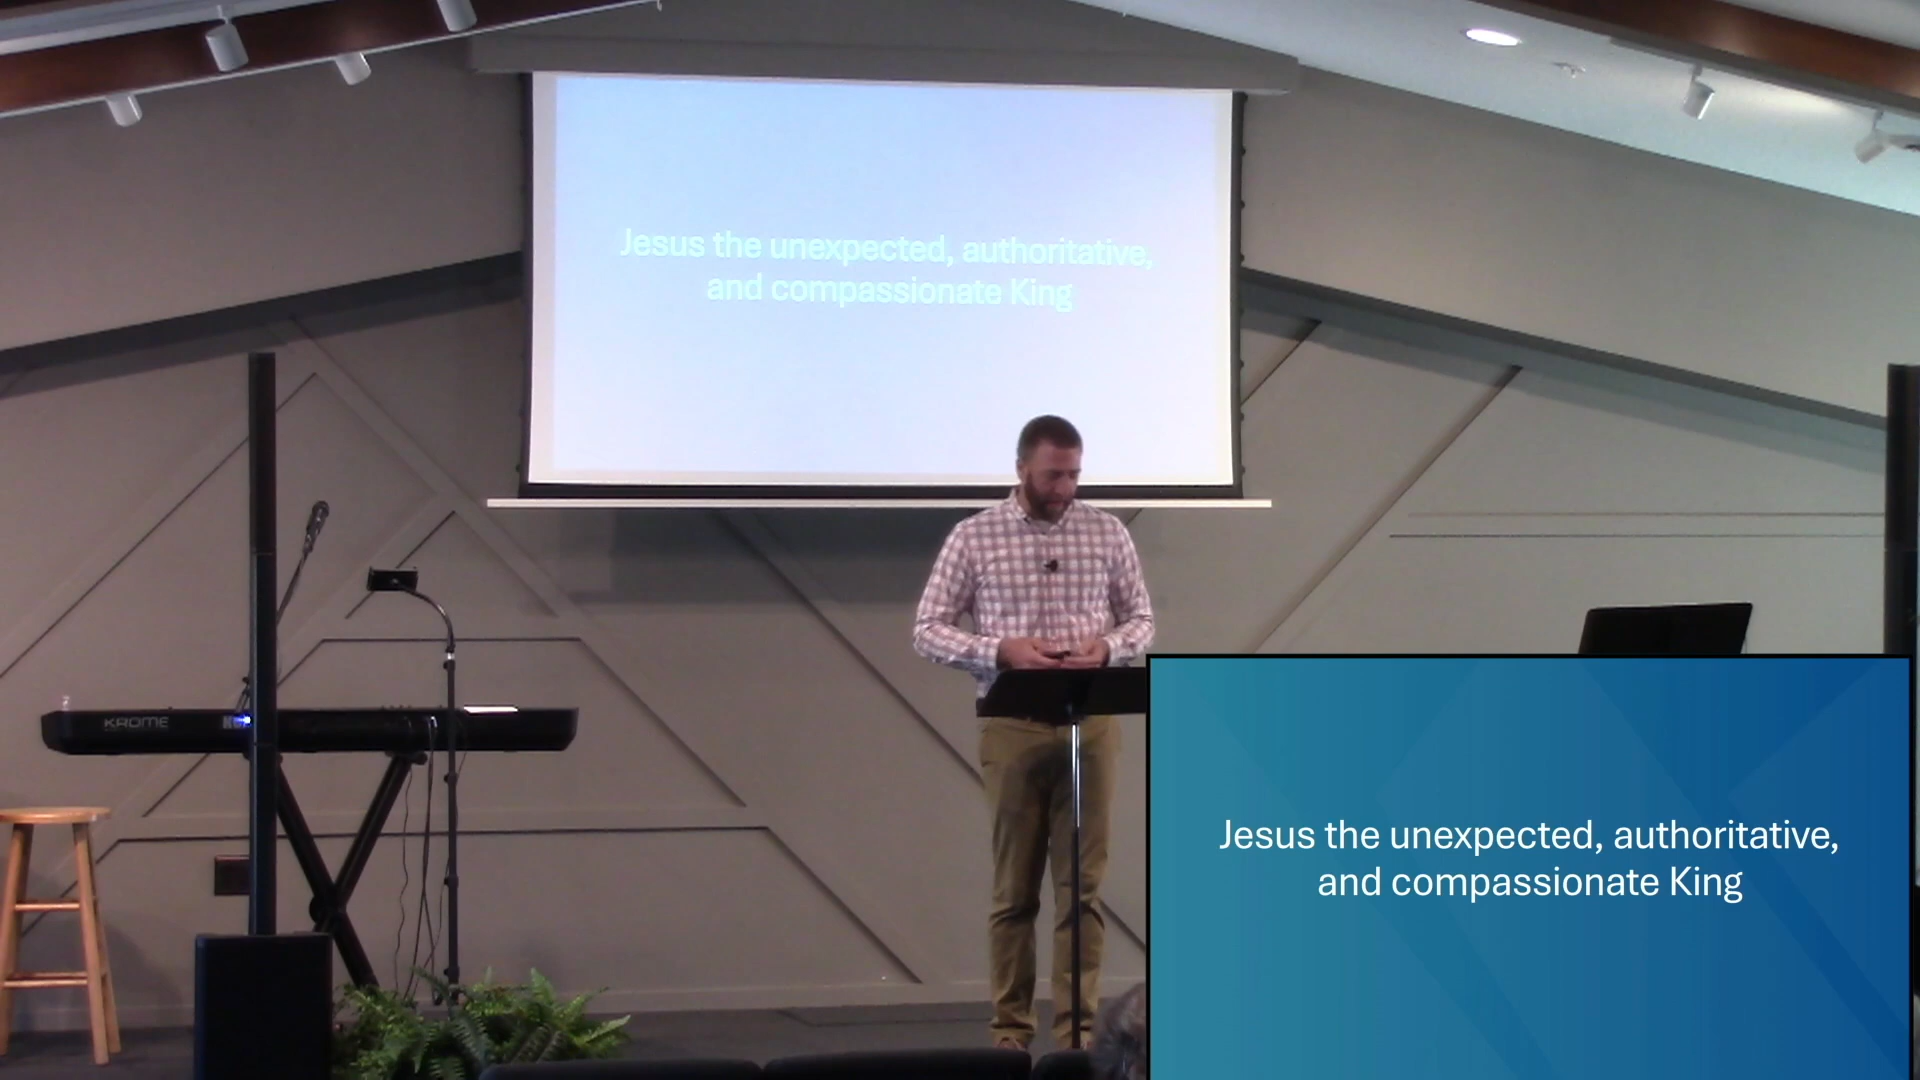 Jesus the unexpected, authoritative,
and compassionate King
KROME
Jesus the unexpected, authoritative,
and compassionate King